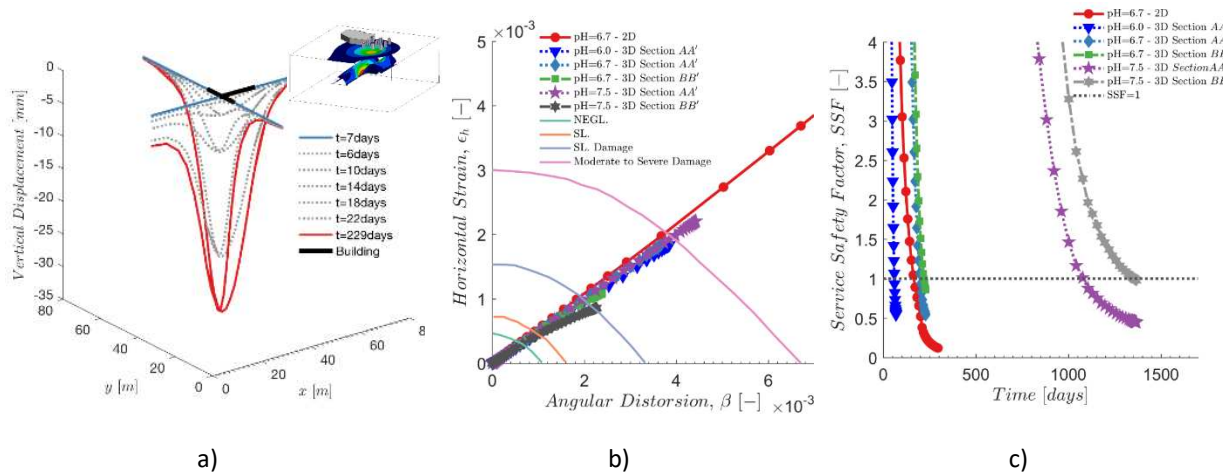 0
-5
-10
-15
-20
-25
-30
-35
Vertical Displacement [mm]
80
60
40
20
0
y [m]
0
20
40
60
8
x [m]
t=7days
t=6days
t=10days
t=14days
t=18days
t=22days
t=229days
Building
a)
×10⁻³
5
4
3
2
1
0
Horizontal Strain, ϵₕ [−]
pH=6.7 - 2D
pH=6.0 - 3D Section AA'
pH=6.7 - 3D Section AA'
pH=6.7 - 3D Section BB'
pH=7.5 - 3D Section AA'
pH=7.5 - 3D Section BB'
NEGL.
SL.
SL. Damage
Moderate to Severe Damage
0
2
4
6
×10⁻³
Angular Distorsion, β [−]
b)
4
3.5
3
2.5
2
1.5
1
0.5
0
Service Safety Factor, SSF [−]
pH=6.7 - 2D
pH=6.0 - 3D Section AA
pH=6.7 - 3D Section AA
pH=6.7 - 3D Section BB
pH=7.5 - 3D SectionAA
pH=7.5 - 3D Section BB
SSF=1
0
500
1000
1500
Time [days]
c)